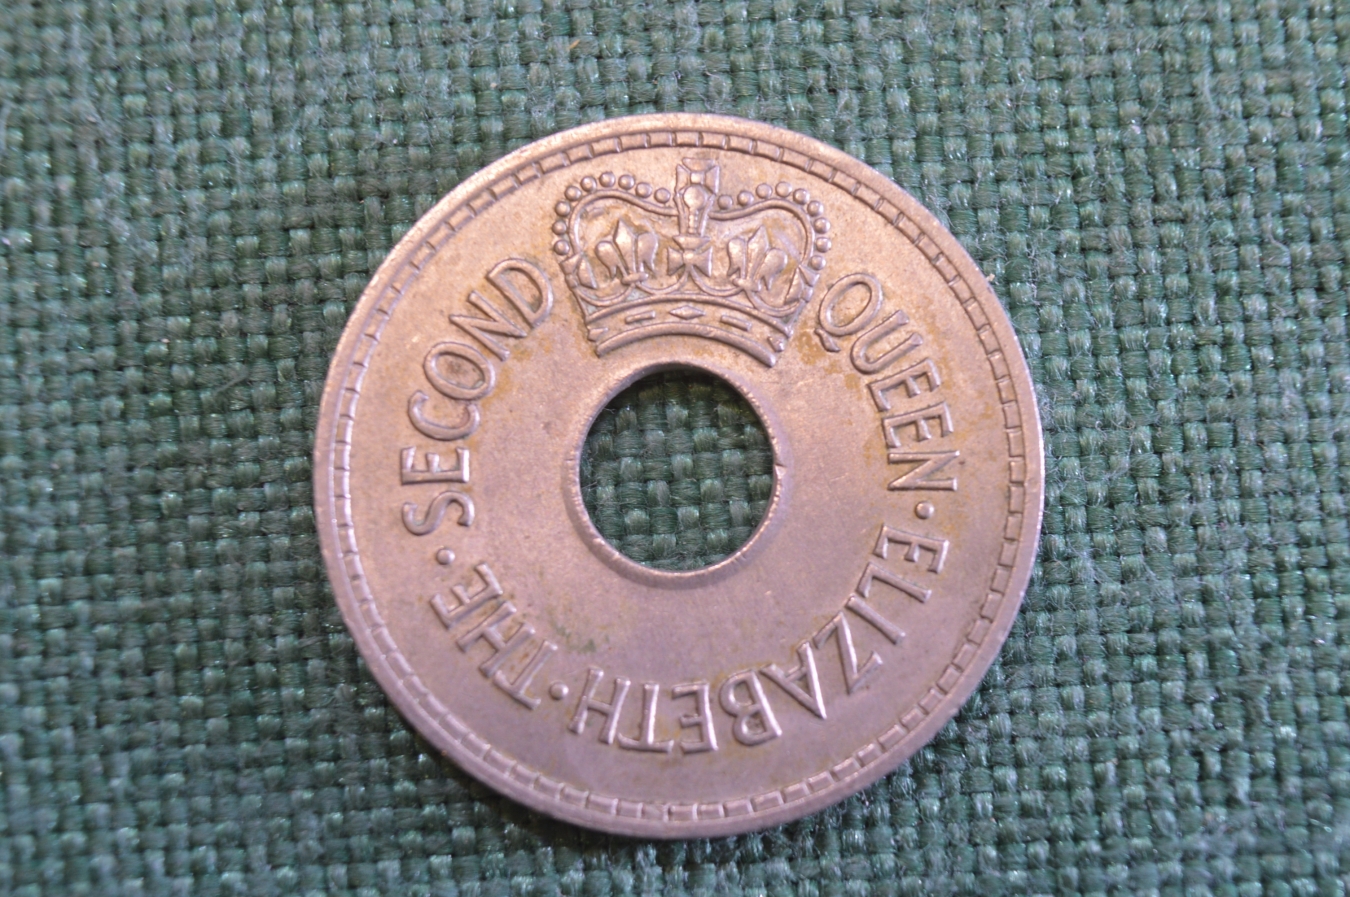 QUEEN · ELIZABETH · THE · SECOND